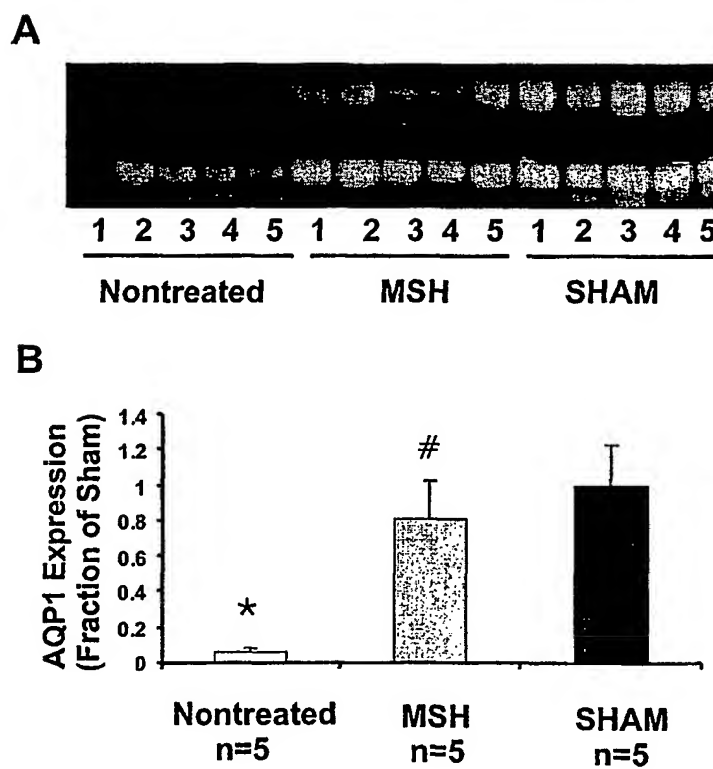 A
1 2 3 4 5 1 2 3 4 5 1 2 3 4 5
Nontreated MSH SHAM
B
AQP1 Expression
(Fraction of Sham)
1.4
1.2
1
0.8
0.6
0.4
0.2
0
*
#
Nontreated MSH SHAM
n=5 n=5 n=5